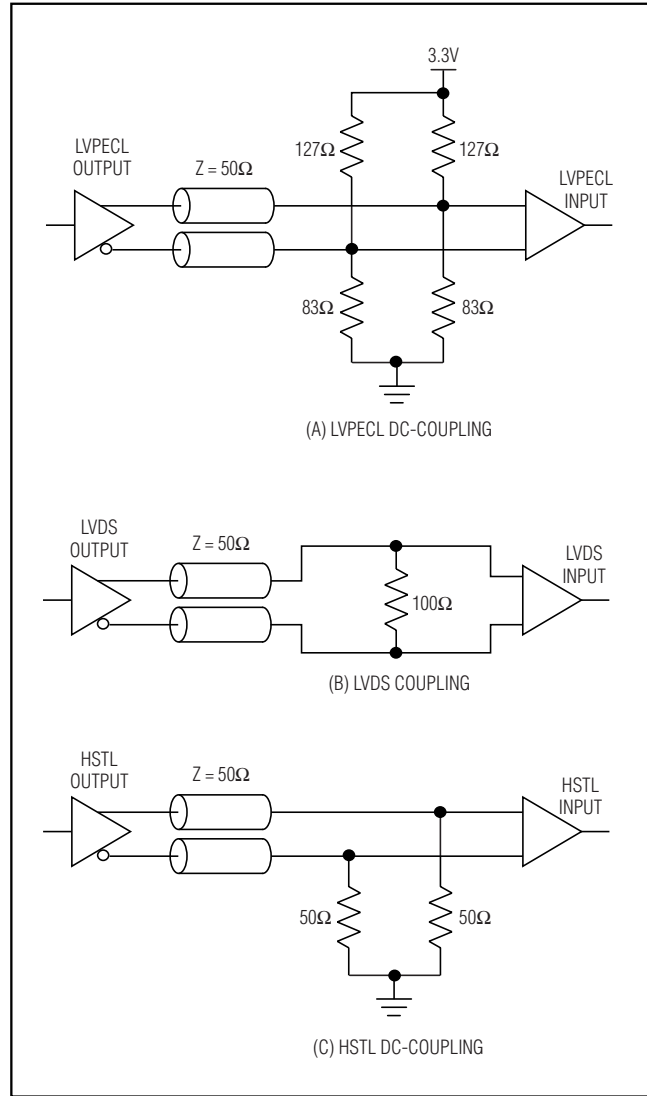 3.3V
127Ω
127Ω
LVPECL
OUTPUT
Z = 50Ω
LVPECL
INPUT
83Ω
83Ω
(A) LVPECL DC-COUPLING
LVDS
OUTPUT
Z = 50Ω
LVDS
INPUT
100Ω
(B) LVDS COUPLING
HSTL
OUTPUT
Z = 50Ω
HSTL
INPUT
50Ω
50Ω
(C) HSTL DC-COUPLING